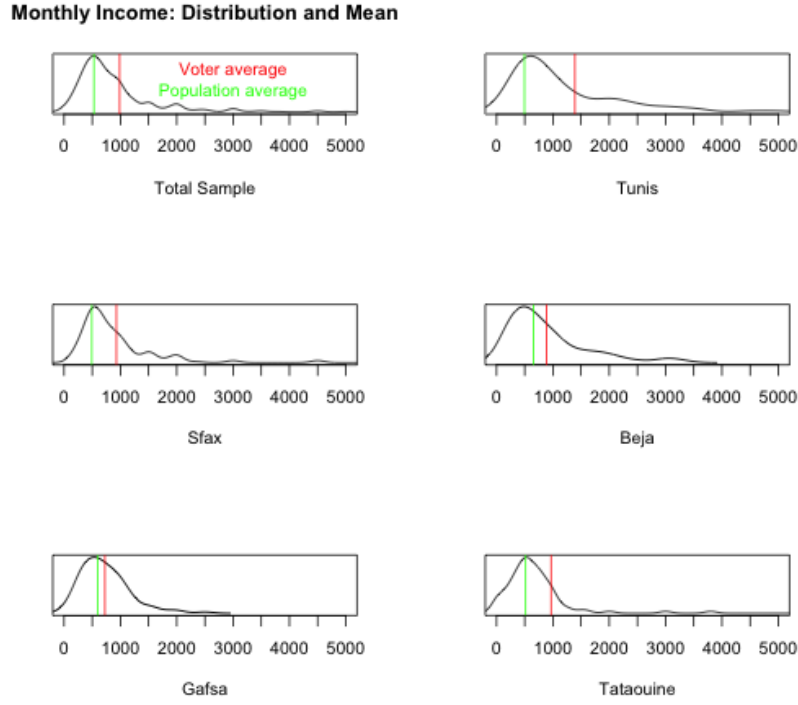 Monthly Income: Distribution and Mean
Voter average
Population average
0 1000 2000 3000 4000 5000
Total Sample
0 1000 2000 3000 4000 5000
Tunis
0 1000 2000 3000 4000 5000
Sfax
0 1000 2000 3000 4000 5000
Beja
0 1000 2000 3000 4000 5000
Gafsa
0 1000 2000 3000 4000 5000
Tataouine